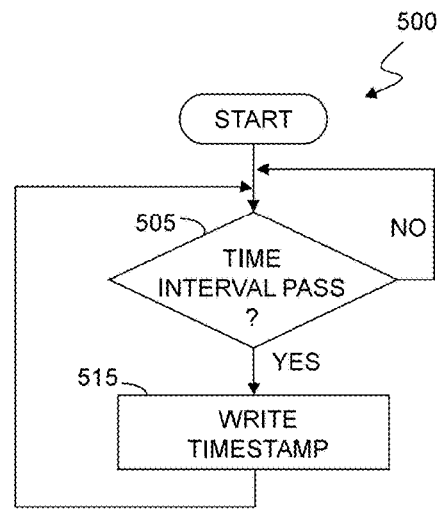 500
START
505
TIME
INTERVAL PASS
?
NO
YES
515
WRITE
TIMESTAMP